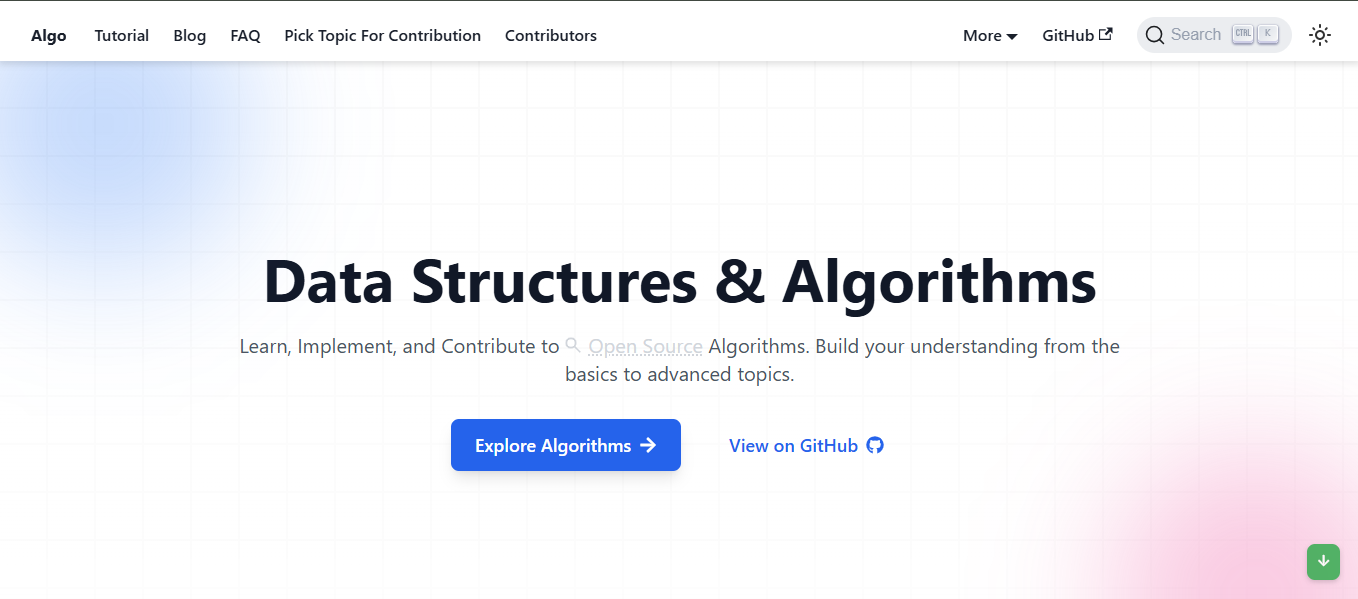 Algo Tutorial Blog FAQ Pick Topic For Contribution Contributors More GitHub Search CTRL K
Data Structures & Algorithms
Learn, Implement, and Contribute to Open Source Algorithms. Build your understanding from the
basics to advanced topics.
Explore Algorithms View on GitHub